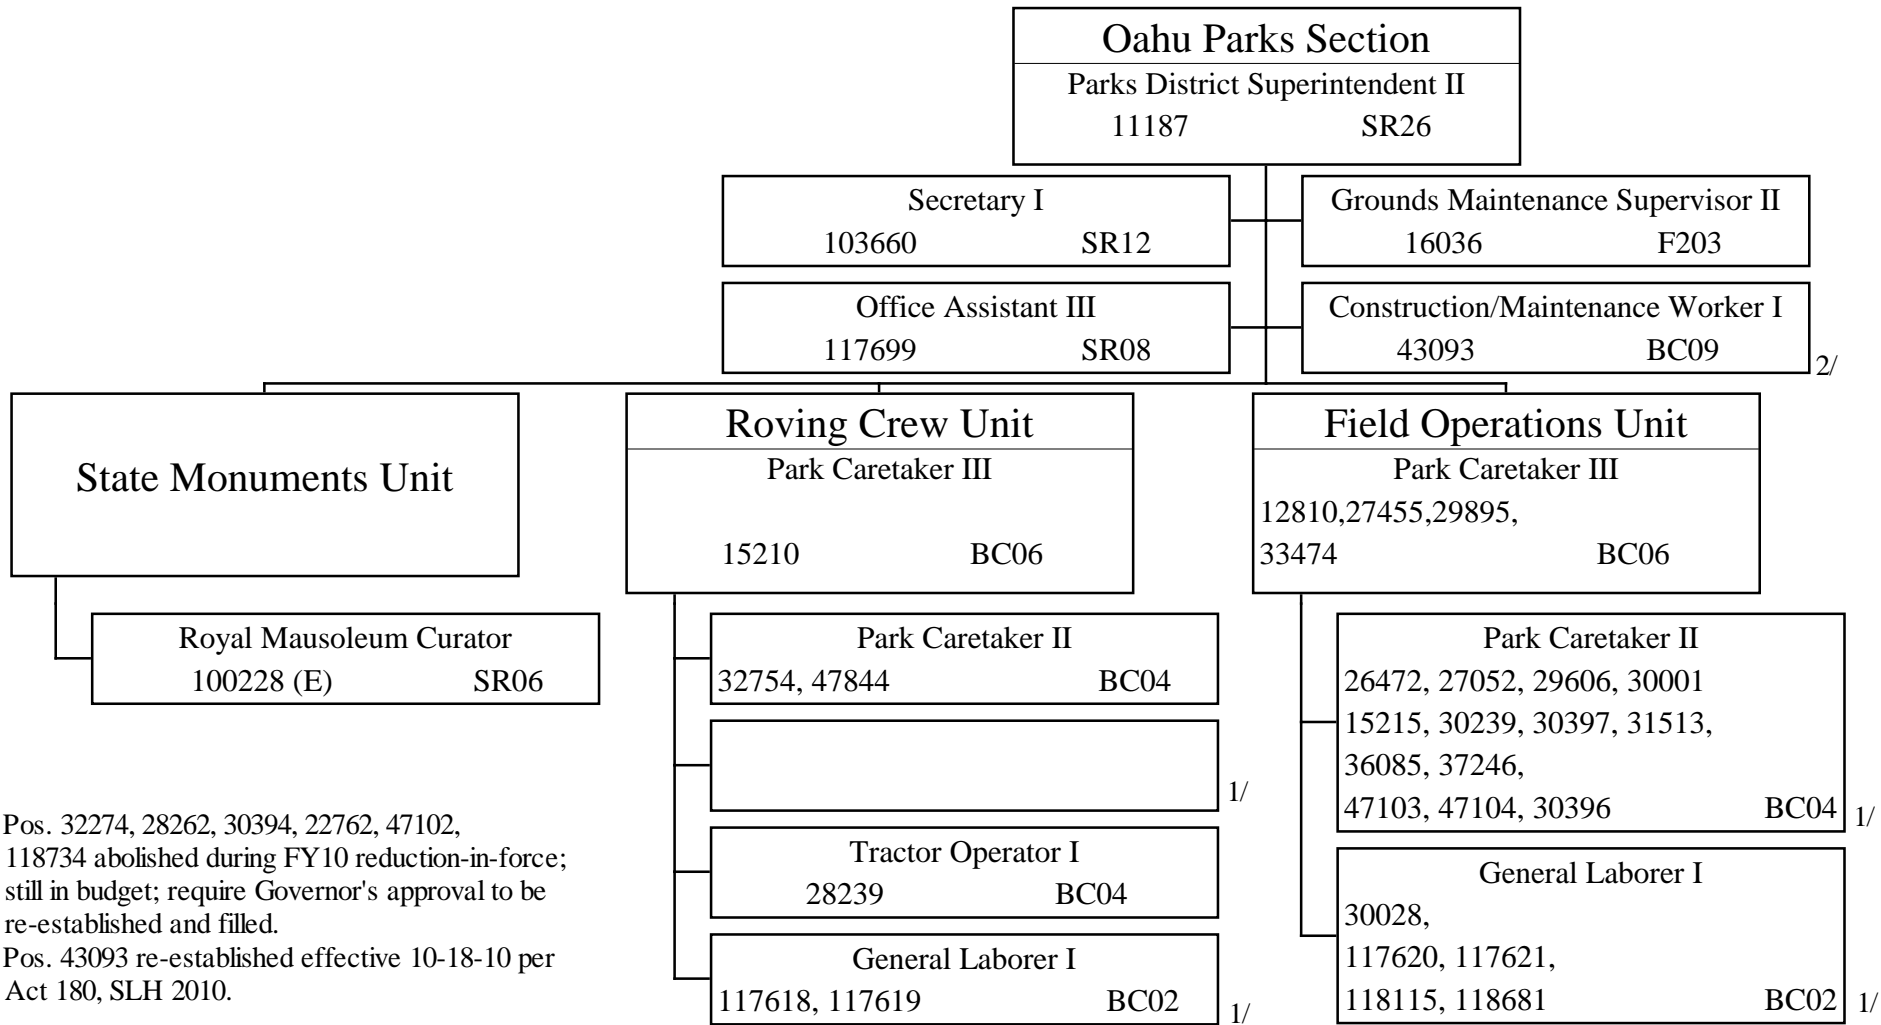 Oahu Parks Section
Parks District Superintendent II
11187 SR26
Secretary I
103660 SR12
Grounds Maintenance Supervisor II
16036 F203
Office Assistant III
117699 SR08
Construction/Maintenance Worker I
43093 BC09
2/
State Monuments Unit
Royal Mausoleum Curator
100228 (E) SR06
Roving Crew Unit
Park Caretaker III
15210 BC06
Park Caretaker II
32754, 47844 BC04
1/
Tractor Operator I
28239 BC04
General Laborer I
117618, 117619 BC02
1/
Field Operations Unit
Park Caretaker III
12810,27455,29895,
33474 BC06
Park Caretaker II
26472, 27052, 29606, 30001
15215, 30239, 30397, 31513,
36085, 37246,
47103, 47104, 30396 BC04
1/
General Laborer I
30028,
117620, 117621,
118115, 118681 BC02
1/
Pos. 32274, 28262, 30394, 22762, 47102,
118734 abolished during FY10 reduction-in-force;
still in budget; require Governor's approval to be
re-established and filled.
Pos. 43093 re-established effective 10-18-10 per
Act 180, SLH 2010.